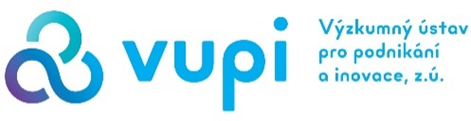 vupi
Výzkumný ústav
pro podnikání
a inovace, z.ú.